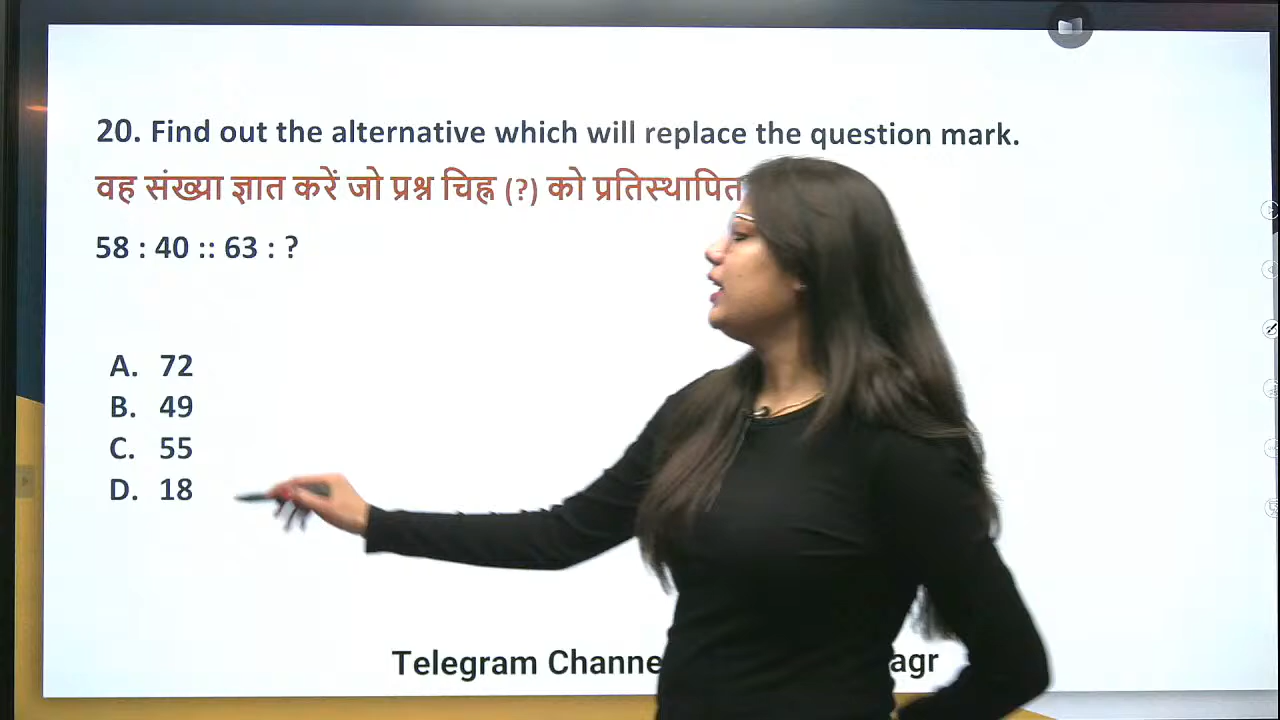 20. Find out the alternative which will replace the question mark.
वह संख्या ज्ञात करें जो प्रश्न चिह्न (?) को प्रतिस्थापित
58 : 40 :: 63 : ?
A. 72
B. 49
C. 55
D. 18
Telegram Channe agr